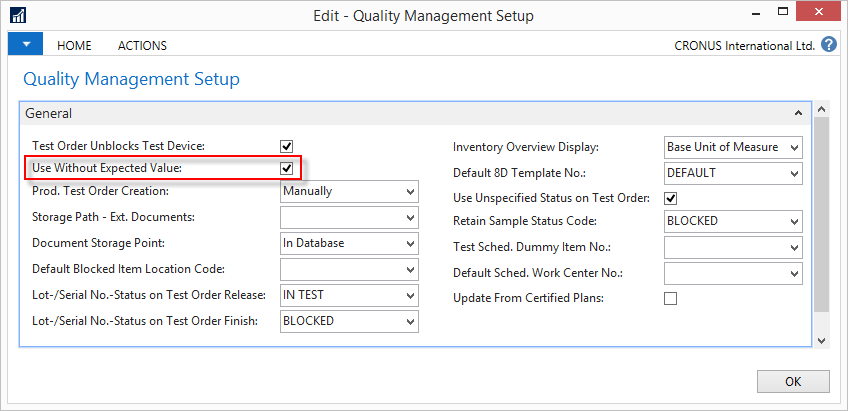 Edit - Quality Management Setup
HOME
ACTIONS
CRONUS International Ltd.
?
Quality Management Setup
General
Test Order Unblocks Test Device:
Use Without Expected Value:
Prod. Test Order Creation:
Manually
Storage Path - Ext. Documents:
Document Storage Point:
In Database
Default Blocked Item Location Code:
Lot-/Serial No.-Status on Test Order Release:
IN TEST
Lot-/Serial No.-Status on Test Order Finish:
BLOCKED
Inventory Overview Display:
Base Unit of Measure
Default 8D Template No.:
DEFAULT
Use Unspecified Status on Test Order:
Retain Sample Status Code:
BLOCKED
Test Sched. Dummy Item No.:
Default Sched. Work Center No.:
Update From Certified Plans:
OK